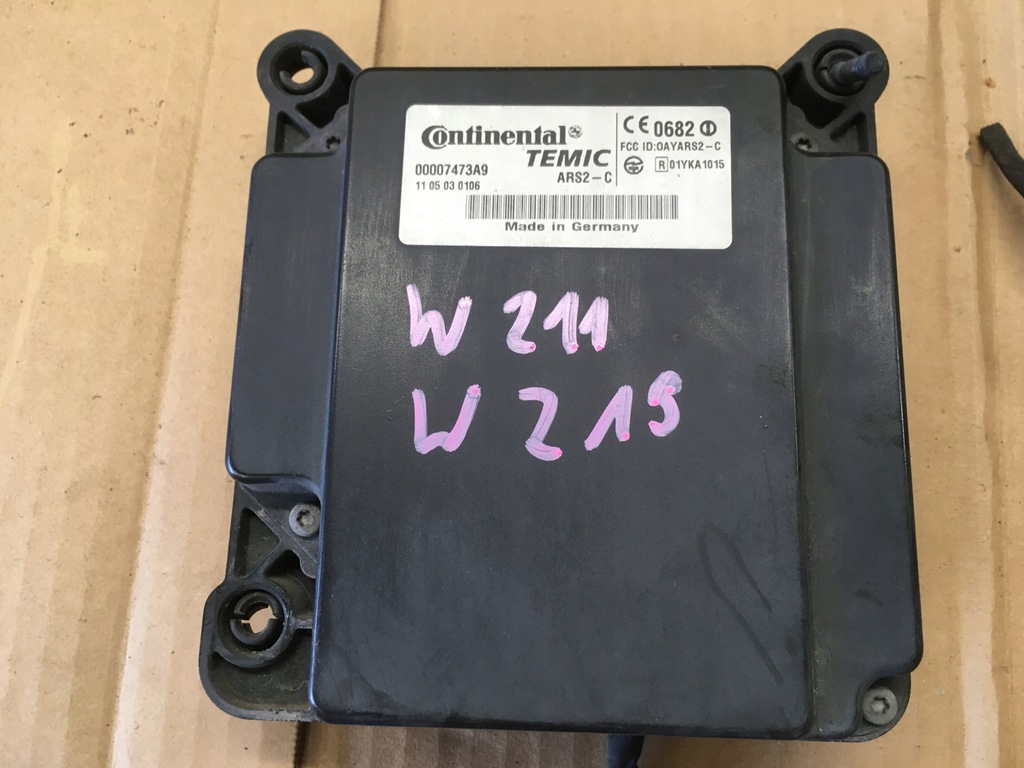 Continental
TEMIC
00007473A9
ARS2-C
11 05 03 0106
CE 0682
FCC ID:OAYARS2-C
R 01YKA1015
Made in Germany
W 211
W 219